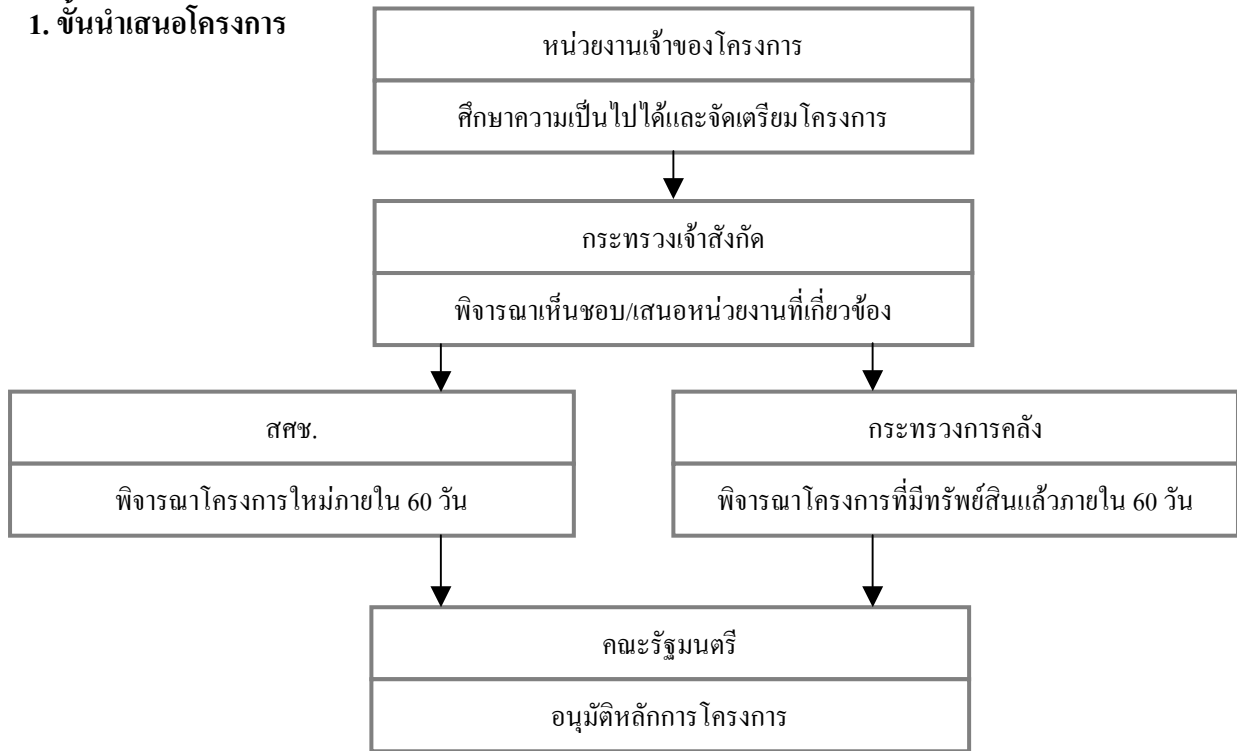 1. ขั้นนำเสนอโครงการ
หน่วยงานเจ้าของโครงการ
ศึกษาความเป็นไปได้และจัดเตรียมโครงการ
กระทรวงเจ้าสังกัด
พิจารณาเห็นชอบ/เสนอหน่วยงานที่เกี่ยวข้อง
สศช.
พิจารณาโครงการใหม่ภายใน 60 วัน
กระทรวงการคลัง
พิจารณาโครงการที่มีทรัพย์สินแล้วภายใน 60 วัน
คณะรัฐมนตรี
อนุมัติหลักการโครงการ